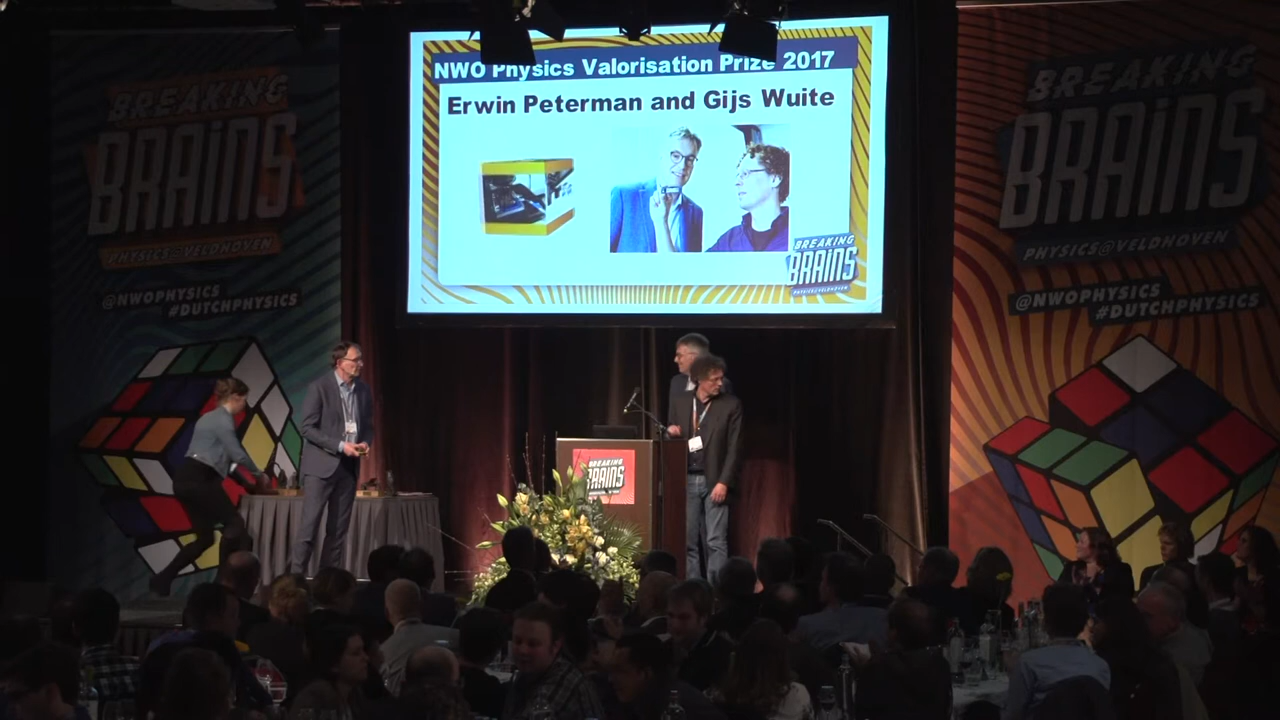 NWO Physics Valorisation Prize 2017
Erwin Peterman and Gijs Wuite
BREAKING
BRAINS
BREAKING
BRAINS
PHYSICS@VELDHOVEN
@NWOPHYSICS
#DUTCHPHYSICS
BREAKING
BRAINS
PHYSICS@VELDHOVEN
@NWOPHYSICS
#DUTCHPHYSICS
BREAKING
BRAINS